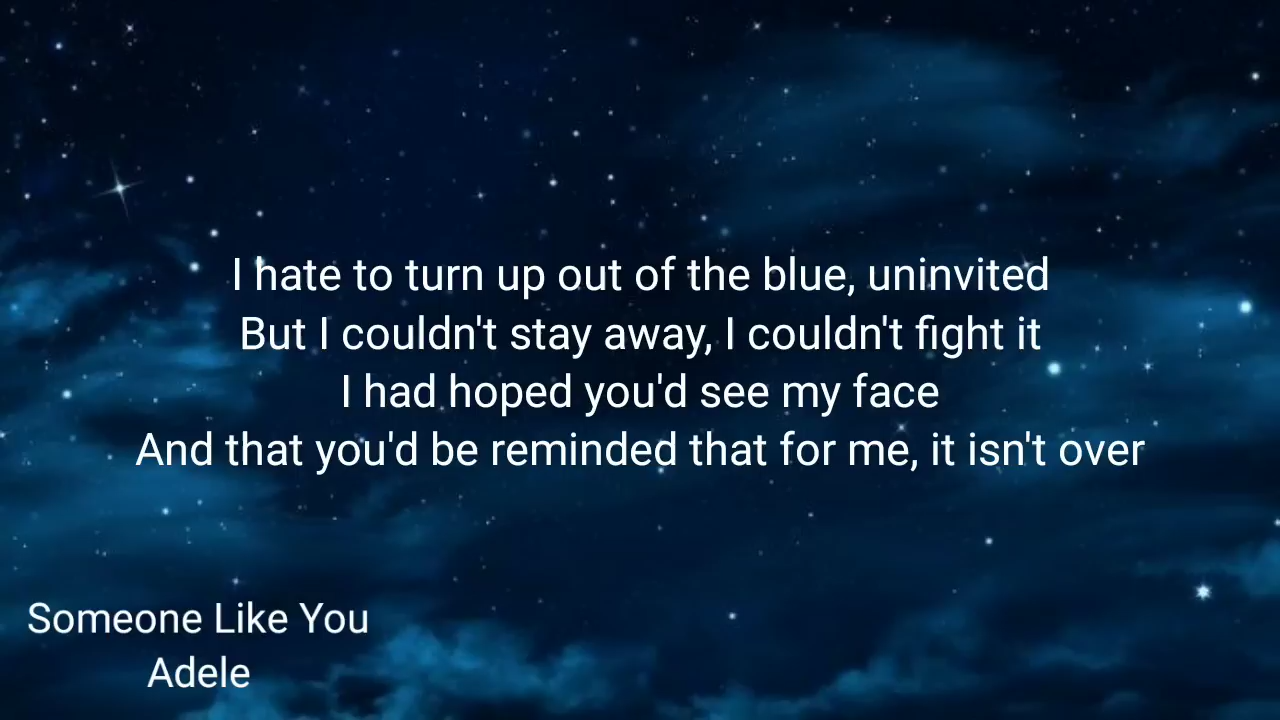 I hate to turn up out of the blue, uninvited
But I couldn't stay away, I couldn't fight it
I had hoped you'd see my face
And that you'd be reminded that for me, it isn't over
Someone Like You
Adele